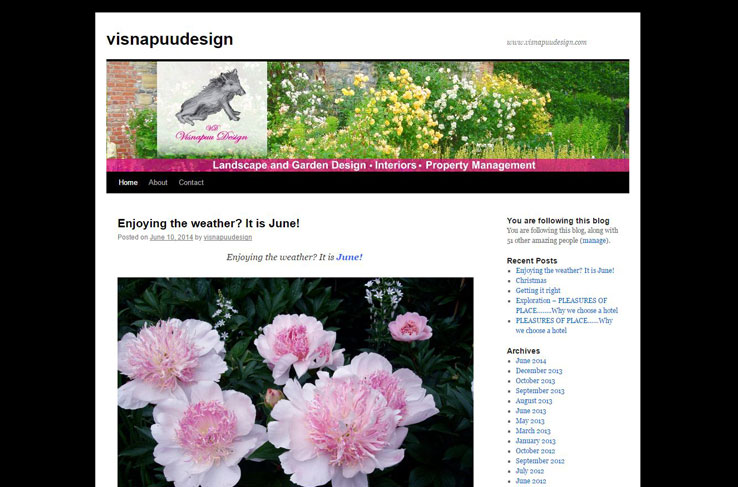 visnapuudesign
www.visnapuudesign.com
VD
Visnapuu Design
Landscape and Garden Design • Interiors • Property Management
Home About Contact
Enjoying the weather? It is June!
Posted on June 10, 2014 by visnapuudesign
Enjoying the weather? It is June!
You are following this blog
You are following this blog, along with
51 other amazing people (manage).
Recent Posts
Enjoying the weather? It is June!
Christmas
Getting it right
Exploration – PLEASURES OF
PLACE........Why we choose a hotel
PLEASURES OF PLACE......Why
we choose a hotel
Archives
June 2014
December 2013
October 2013
September 2013
August 2013
June 2013
May 2013
March 2013
January 2013
October 2012
September 2012
July 2012
June 2012